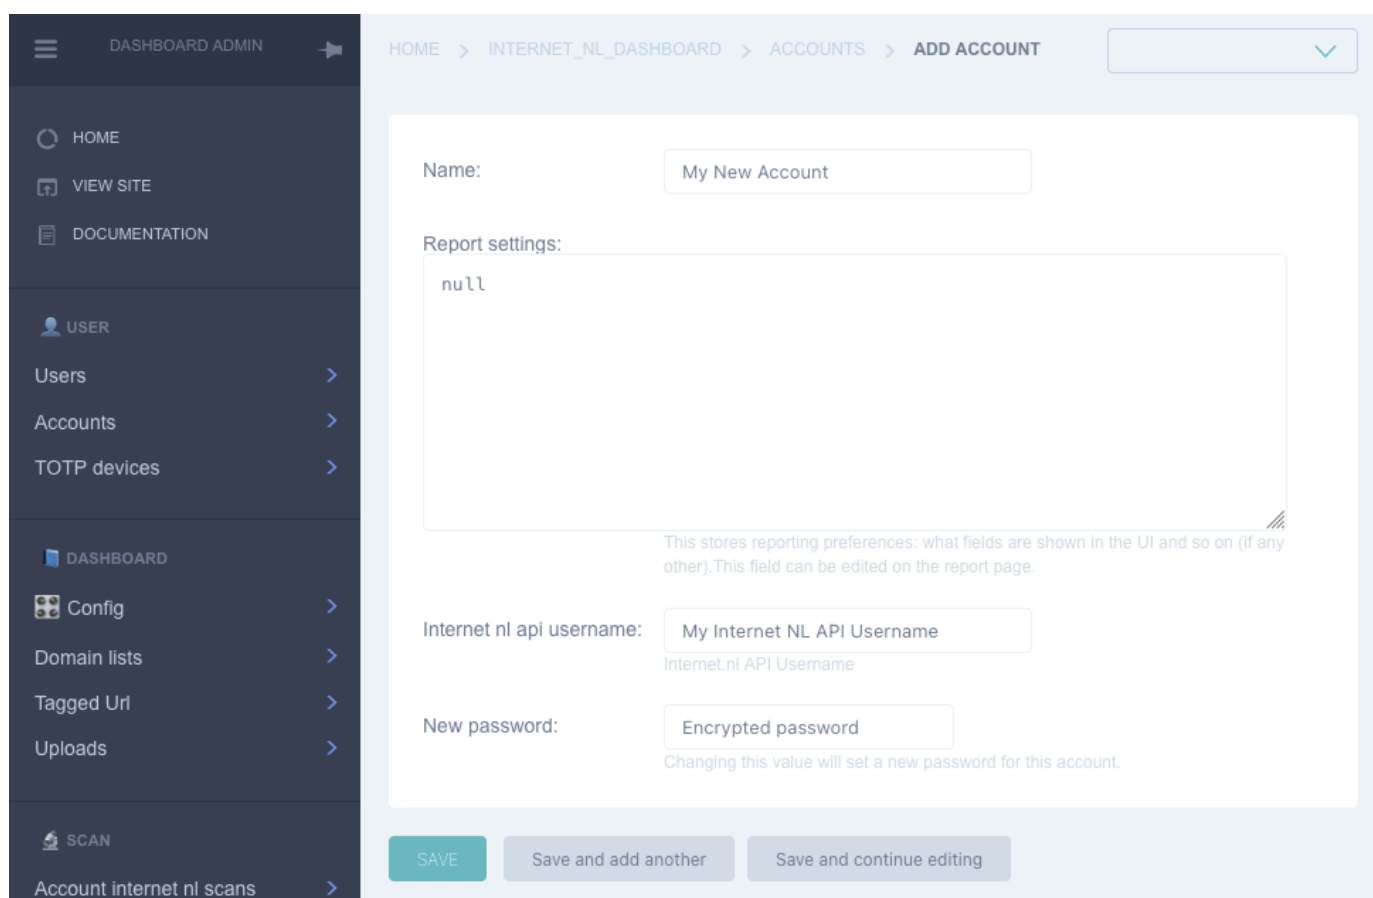 DASHBOARD ADMIN
HOME
VIEW SITE
DOCUMENTATION
USER
Users
Accounts
TOTP devices
DASHBOARD
Config
Domain lists
Tagged Url
Uploads
SCAN
Account internet nl scans
HOME > INTERNET_NL_DASHBOARD > ACCOUNTS > ADD ACCOUNT
Name: My New Account
Report settings:
null
This stores reporting preferences: what fields are shown in the UI and so on (if any
other).This field can be edited on the report page.
Internet nl api username: My Internet NL API Username
Internet.nl API Username
New password: Encrypted password
Changing this value will set a new password for this account.
SAVE Save and add another Save and continue editing